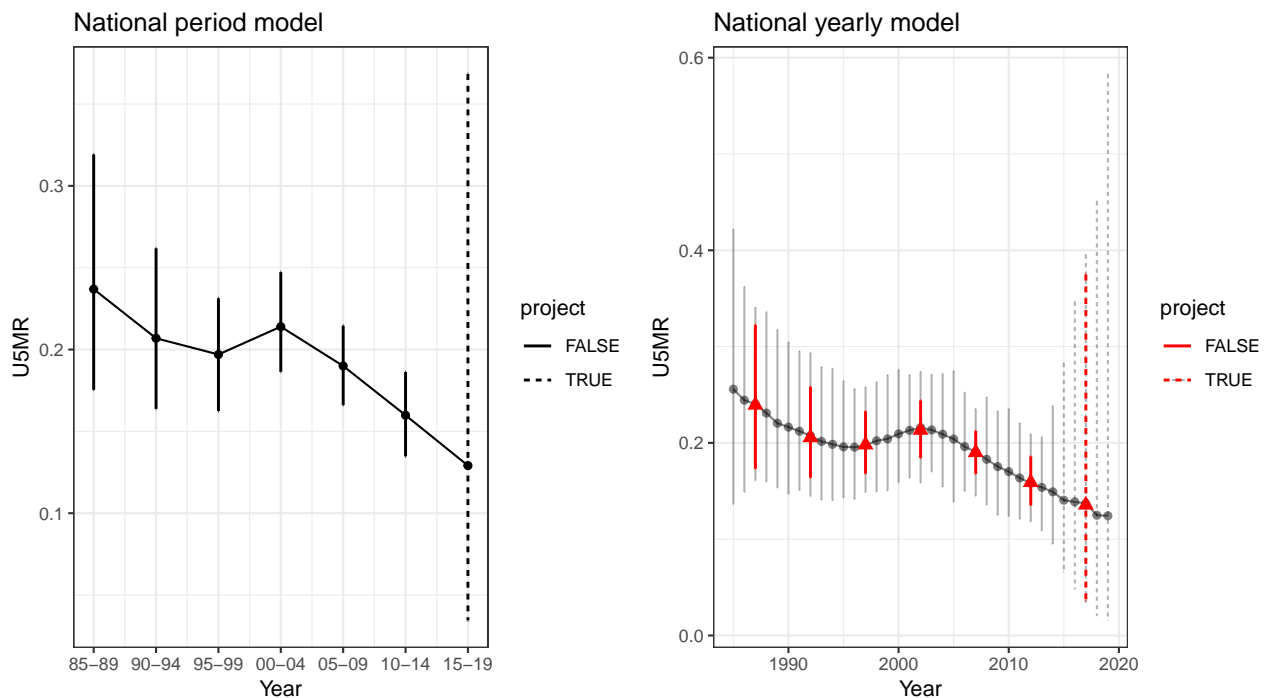 National period model
U5MR
0.3
0.2
0.1
85–89 90–94 95–99 00–04 05–09 10–14 15–19
Year
project
FALSE
TRUE
National yearly model
U5MR
0.6
0.4
0.2
0.0
1990 2000 2010 2020
Year
project
FALSE
TRUE